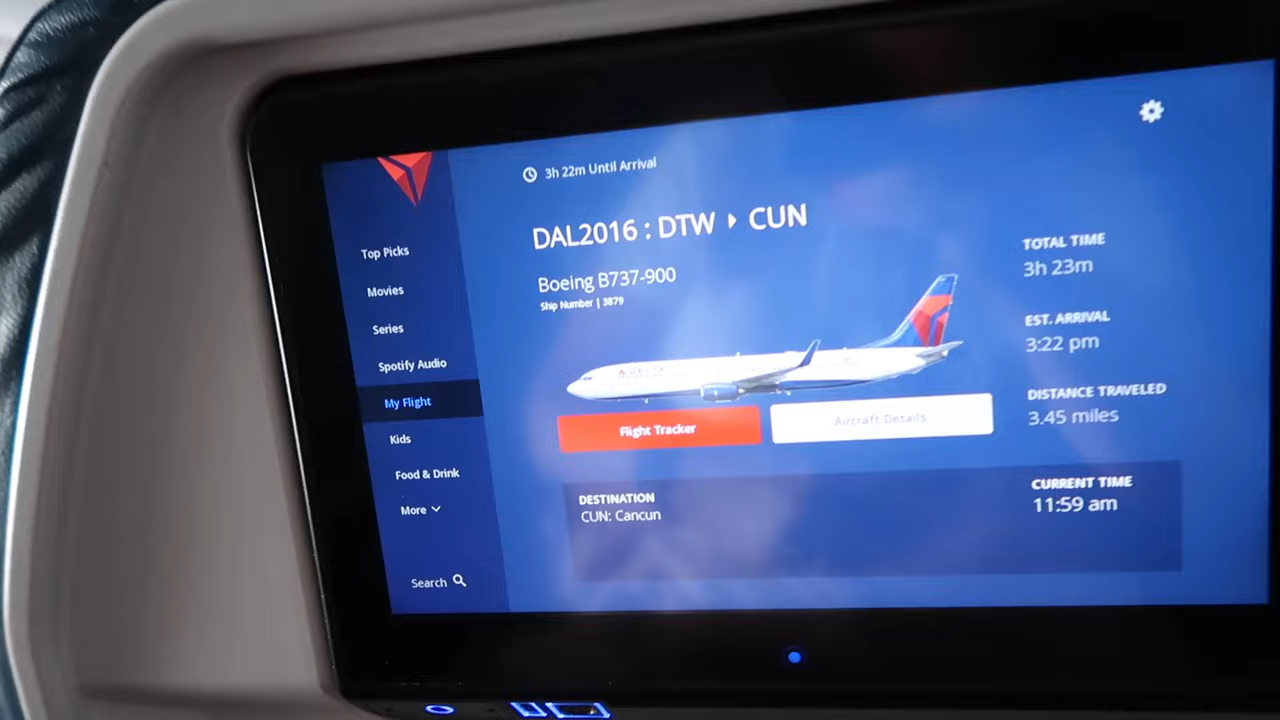 3h 22m Until Arrival
DAL2016 : DTW CUN
Boeing B737-900
Ship Number | 3879
Top Picks
Movies
Series
Spotify Audio
My Flight
Kids
Food & Drink
More
Search
DELTA
Flight Tracker
Aircraft Details
TOTAL TIME
3h 23m
EST. ARRIVAL
3:22 pm
DISTANCE TRAVELED
3.45 miles
DESTINATION
CUN: Cancun
CURRENT TIME
11:59 am